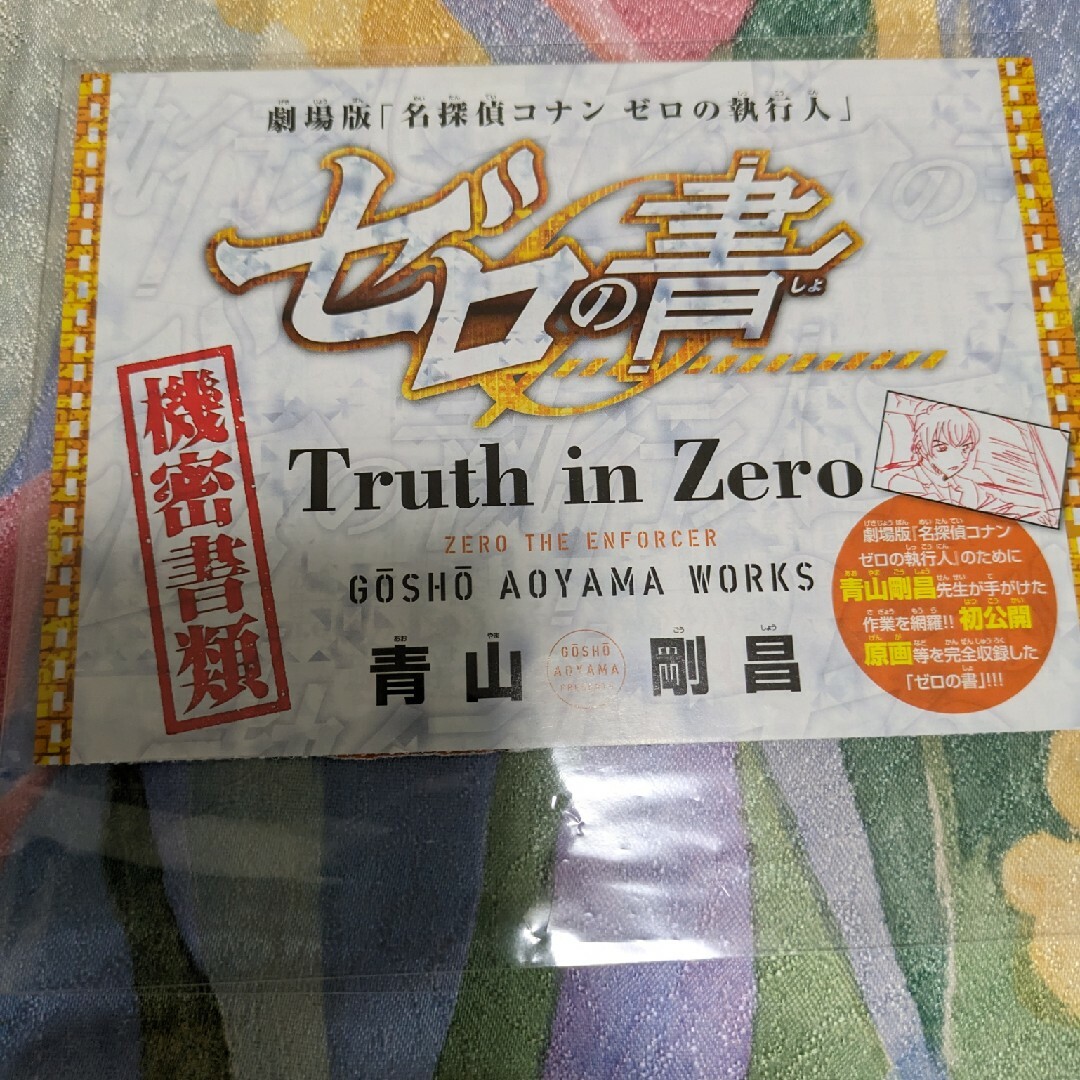 劇場版「名探偵コナン ゼロの執行人」
ゼロの書
しょ
機密書類
Truth in Zero
ZERO THE ENFORCER
GŌSHŌ AOYAMA WORKS
青山 剛昌
GŌSHŌ
AOYAMA
劇場版「名探偵コナン
ゼロの執行人」のために
青山剛昌先生が手がけた
作業を網羅!! 初公開
原画等を完全収録した
「ゼロの書」!!!